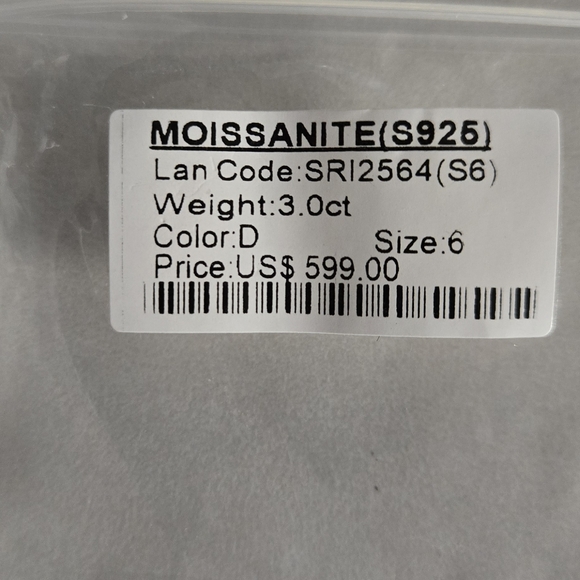 MOISSANITE(S925)
Lan Code:SRI2564(S6)
Weight:3.0ct
Color:D Size:6
Price:US$ 599.00